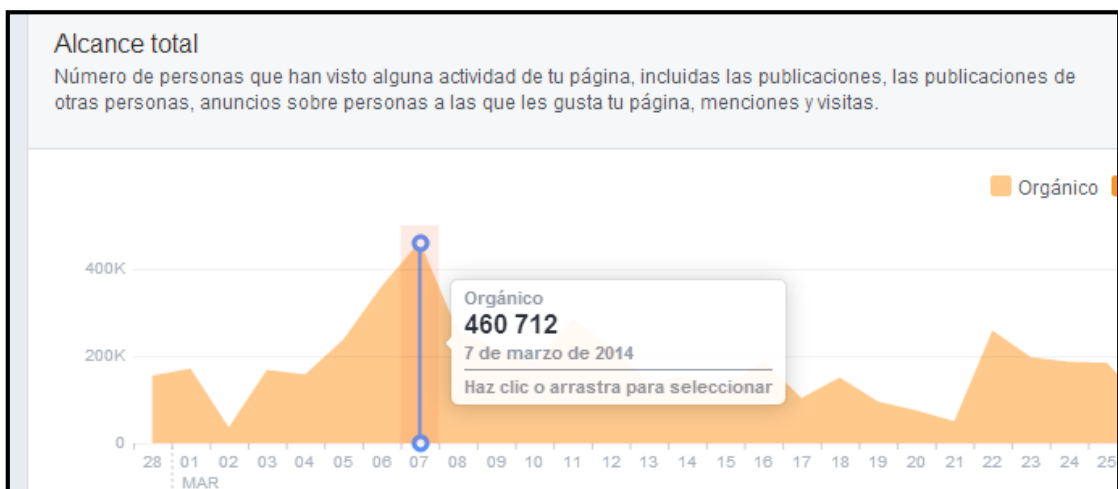 Alcance total
Número de personas que han visto alguna actividad de tu página, incluidas las publicaciones, las publicaciones de
otras personas, anuncios sobre personas a las que les gusta tu página, menciones y visitas.
Orgánico
400K
200K
0
Orgánico
460 712
7 de marzo de 2014
Haz clic o arrastra para seleccionar
28 01 02 03 04 05 06 07 08 09 10 11 12 13 14 15 16 17 18 19 20 21 22 23 24 25
MAR